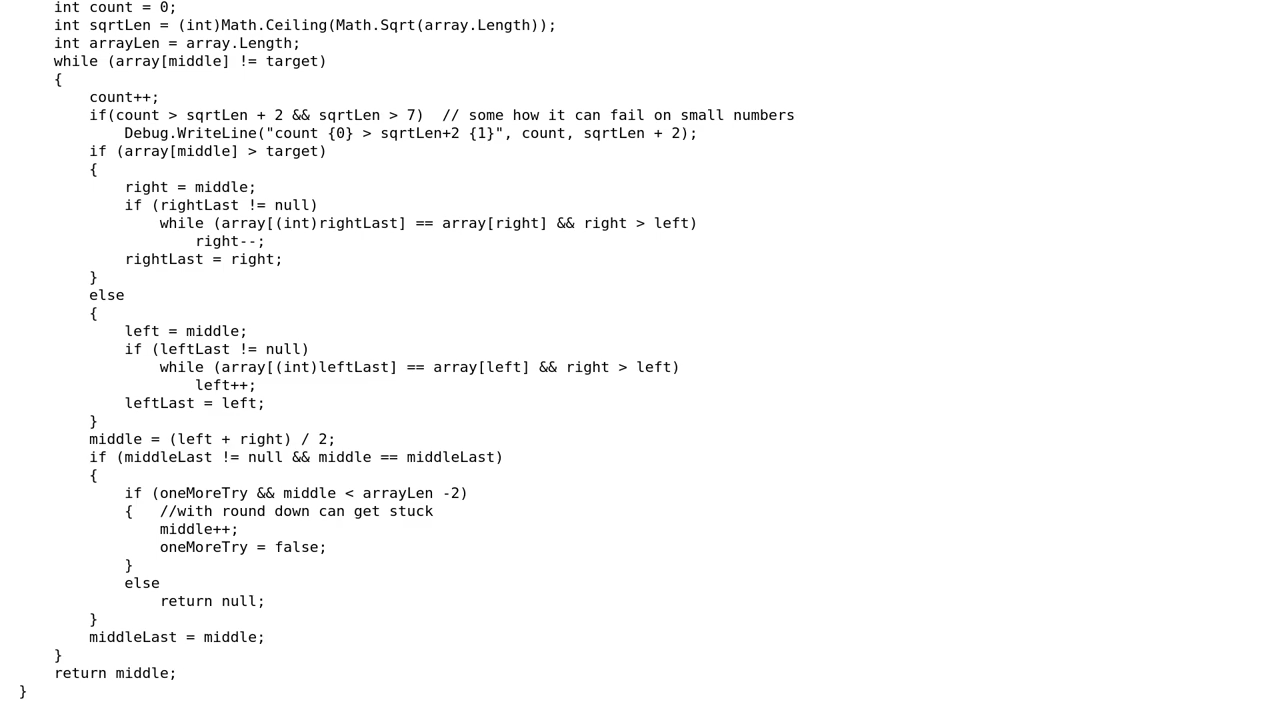 int count = 0;
int sqrtLen = (int)Math.Ceiling(Math.Sqrt(array.Length));
int arrayLen = array.Length;
while (array[middle] != target)
{
count++;
if(count > sqrtLen + 2 && sqrtLen > 7)  // some how it can fail on small numbers
Debug.WriteLine("count {0} > sqrtLen+2 {1}", count, sqrtLen + 2);
if (array[middle] > target)
{
right = middle;
if (rightLast != null)
while (array[(int)rightLast] == array[right] && right > left)
right--;
rightLast = right;
}
else
{
left = middle;
if (leftLast != null)
while (array[(int)leftLast] == array[left] && right > left)
left++;
leftLast = left;
}
middle = (left + right) / 2;
if (middleLast != null && middle == middleLast)
{
if (oneMoreTry && middle < arrayLen -2)
{   //with round down can get stuck
middle++;
oneMoreTry = false;
}
else
return null;
}
middleLast = middle;
}
return middle;
}